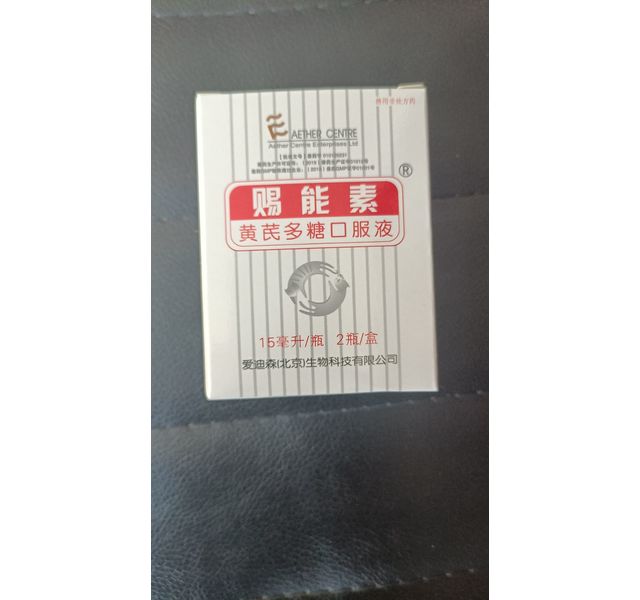 兽用非处方药
AETHER CENTRE
Aether Centre Enterprises Ltd
赐能素
®
黄芪多糖口服液
15毫升/瓶 2瓶/盒
爱迪森(北京)生物科技有限公司